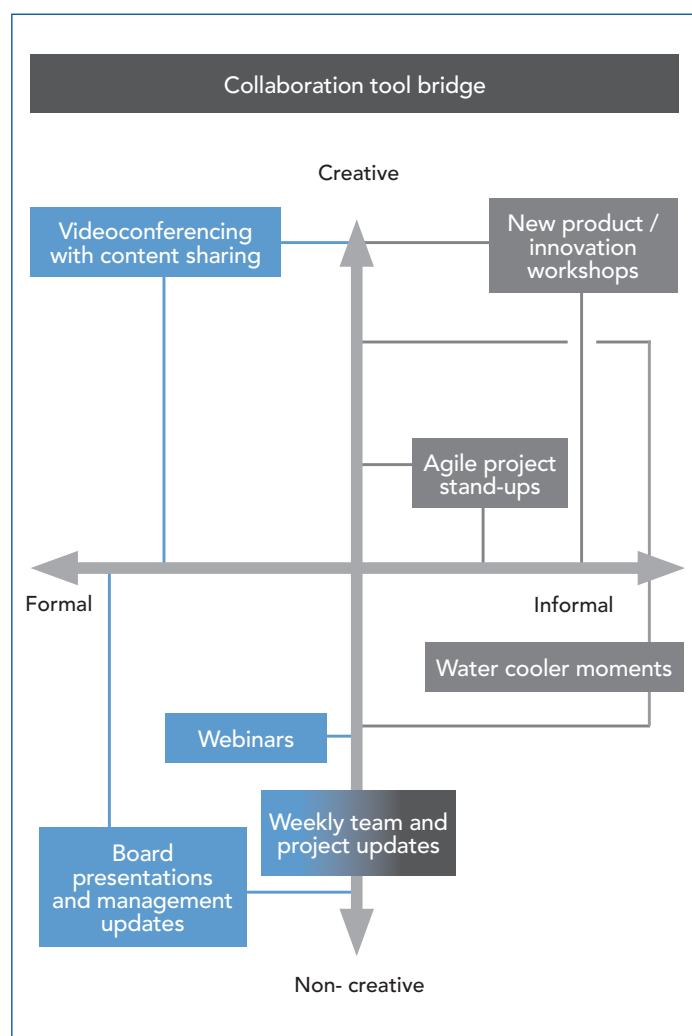 Collaboration tool bridge
Creative
Videoconferencing
with content sharing
New product /
innovation
workshops
Agile project
stand-ups
Formal
Informal
Water cooler moments
Webinars
Weekly team and
project updates
Board
presentations
and management
updates
Non- creative